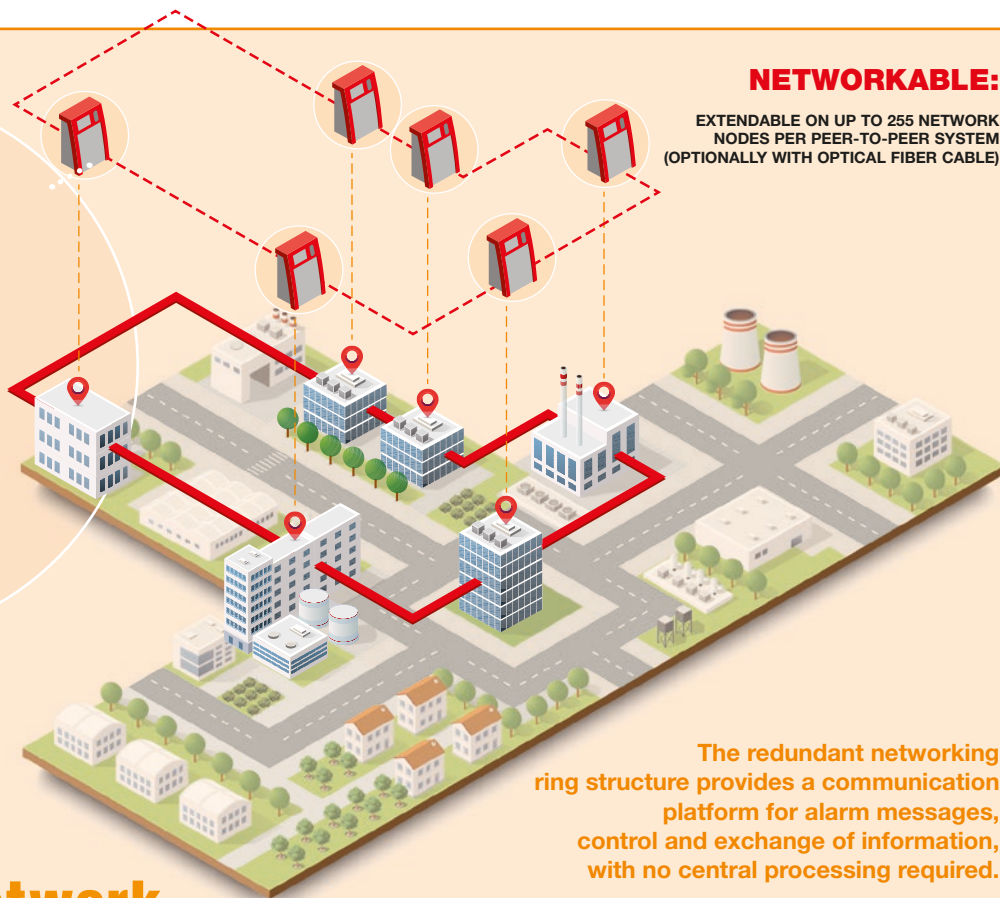 NETWORKABLE:
EXTENDABLE ON UP TO 255 NETWORK
NODES PER PEER-TO-PEER SYSTEM
(OPTIONALLY WITH OPTICAL FIBER CABLE)
The redundant networking
ring structure provides a communication
platform for alarm messages,
control and exchange of information,
with no central processing required.